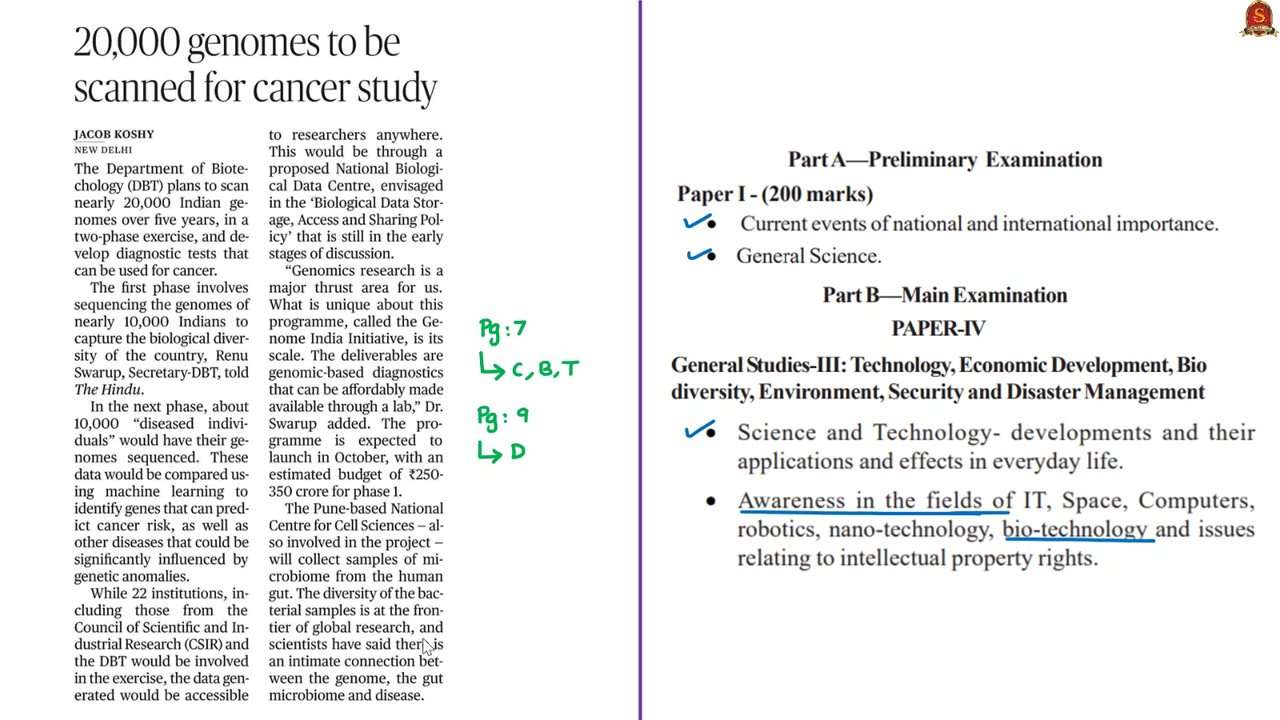 20,000 genomes to be
scanned for cancer study
JACOB KOSHY
NEW DELHI
The Department of Biote-
chology (DBT) plans to scan
nearly 20,000 Indian ge-
nomes over five years, in a
two-phase exercise, and de-
velop diagnostic tests that
can be used for cancer.
The first phase involves
sequencing the genomes of
nearly 10,000 Indians to
capture the biological diver-
sity of the country, Renu
Swarup, Secretary-DBT, told
The Hindu.
In the next phase, about
10,000 “diseased indivi-
duals” would have their ge-
nomes sequenced. These
data would be compared us-
ing machine learning to
identify genes that can pred-
ict cancer risk, as well as
other diseases that could be
significantly influenced by
genetic anomalies.
While 22 institutions, in-
cluding those from the
Council of Scientific and In-
dustrial Research (CSIR) and
the DBT would be involved
in the exercise, the data gen-
erated would be accessible
to researchers anywhere.
This would be through a
proposed National Biologi-
cal Data Centre, envisaged
in the ‘Biological Data Stor-
age, Access and Sharing Pol-
icy’ that is still in the early
stages of discussion.
“Genomics research is a
major thrust area for us.
What is unique about this
programme, called the Ge-
nome India Initiative, is its
scale. The deliverables are
genomic-based diagnostics
that can be affordably made
available through a lab,” Dr.
Swarup added. The pro-
gramme is expected to
launch in October, with an
estimated budget of ₹250-
350 crore for phase 1.
The Pune-based National
Centre for Cell Sciences – al-
so involved in the project –
will collect samples of mi-
crobiome from the human
gut. The diversity of the bac-
terial samples is at the fron-
tier of global research, and
scientists have said there is
an intimate connection bet-
ween the genome, the gut
microbiome and disease.
Pg: 7
C, B, T
Pg: 9
D
Part A—Preliminary Examination
Paper I - (200 marks)
• Current events of national and international importance.
• General Science.
Part B—Main Examination
PAPER-IV
General Studies-III: Technology, Economic Development, Bio
diversity, Environment, Security and Disaster Management
• Science and Technology- developments and their
applications and effects in everyday life.
• Awareness in the fields of IT, Space, Computers,
robotics, nano-technology, bio-technology and issues
relating to intellectual property rights.